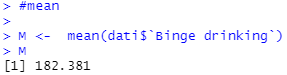 > #mean
>
> M <-  mean(dati$`Binge drinking`)
> M
[1] 182.381